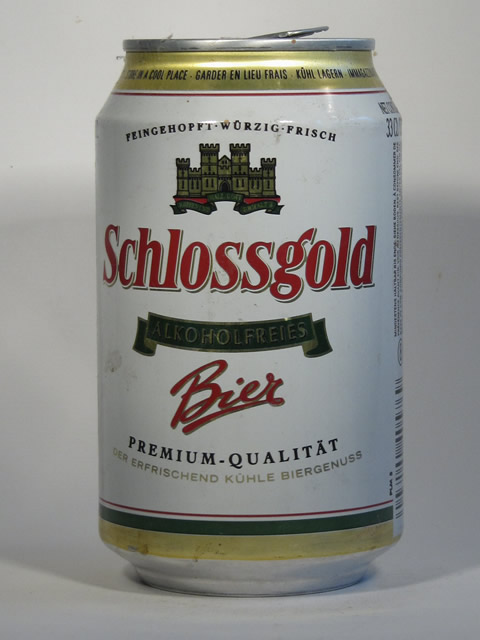 IN A COOL PLACE · GARDER EN LIEU FRAIS · KÜHL LAGERN ·
FEINGEHOPFT·WÜRZIG·FRISCH
Schlossgold
ALKOHOLFREIES
Bier
PREMIUM-QUALITÄT
DER ERFRISCHEND KÜHLE BIERGENUSS
33